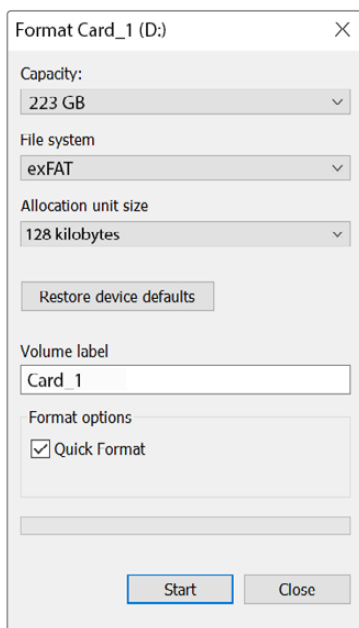 Format Card_1 (D:)
Capacity:
223 GB
File system
exFAT
Allocation unit size
128 kilobytes
Restore device defaults
Volume label
Card_1
Format options
Quick Format
Start Close